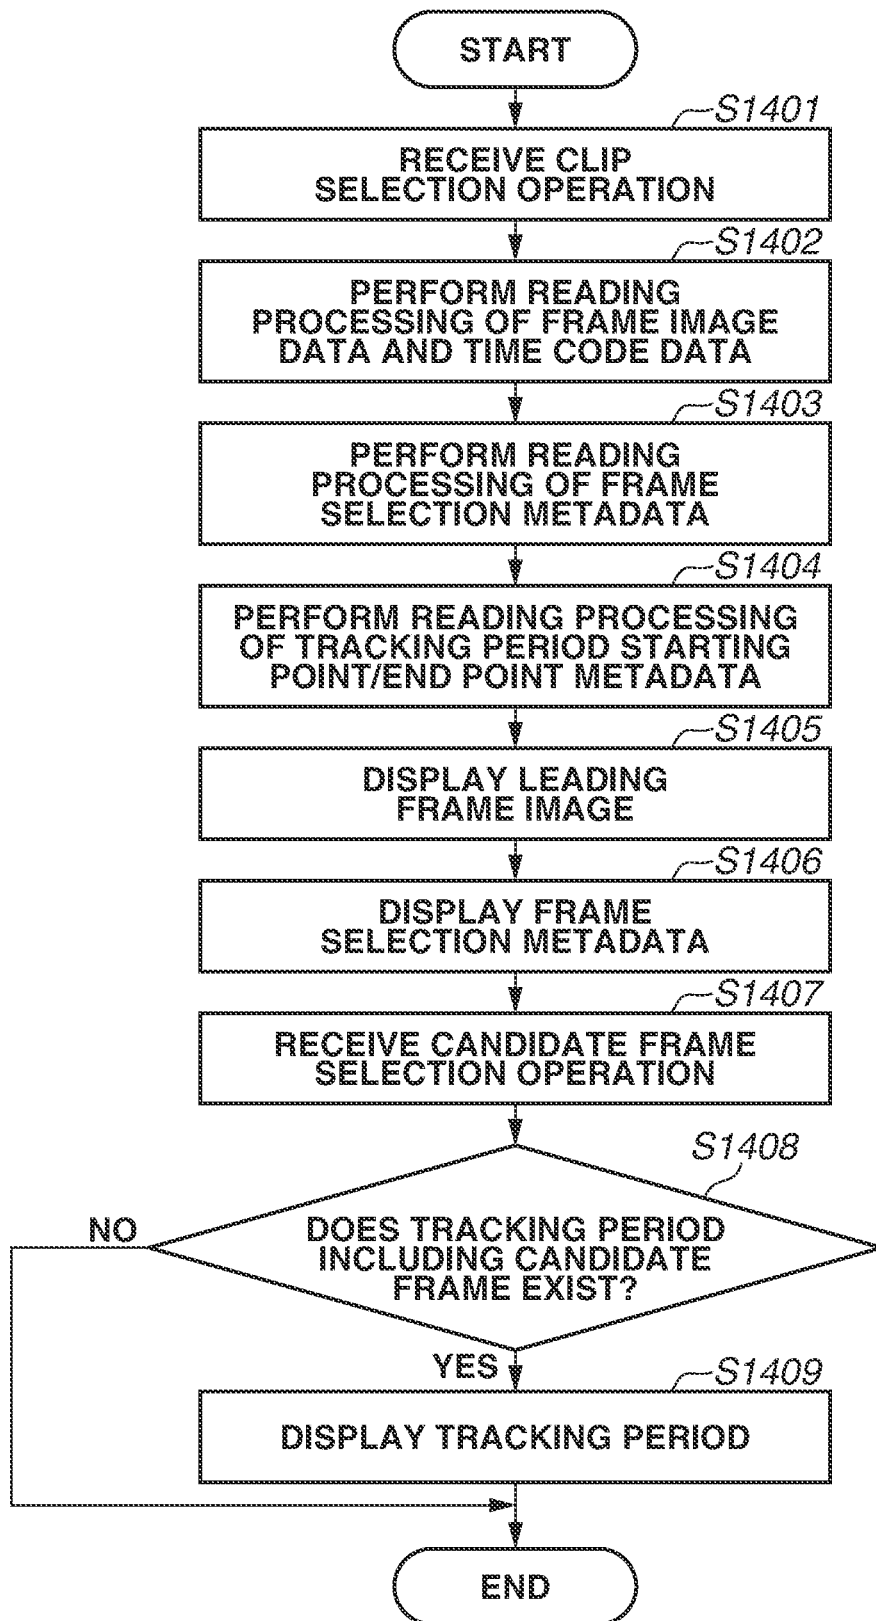 START
S1401
RECEIVE CLIP
SELECTION OPERATION
S1402
PERFORM READING
PROCESSING OF FRAME IMAGE
DATA AND TIME CODE DATA
S1403
PERFORM READING
PROCESSING OF FRAME
SELECTION METADATA
S1404
PERFORM READING PROCESSING
OF TRACKING PERIOD STARTING
POINT/END POINT METADATA
S1405
DISPLAY LEADING
FRAME IMAGE
S1406
DISPLAY FRAME
SELECTION METADATA
S1407
RECEIVE CANDIDATE FRAME
SELECTION OPERATION
S1408
NO
DOES TRACKING PERIOD
INCLUDING CANDIDATE
FRAME EXIST?
YES
S1409
DISPLAY TRACKING PERIOD
END